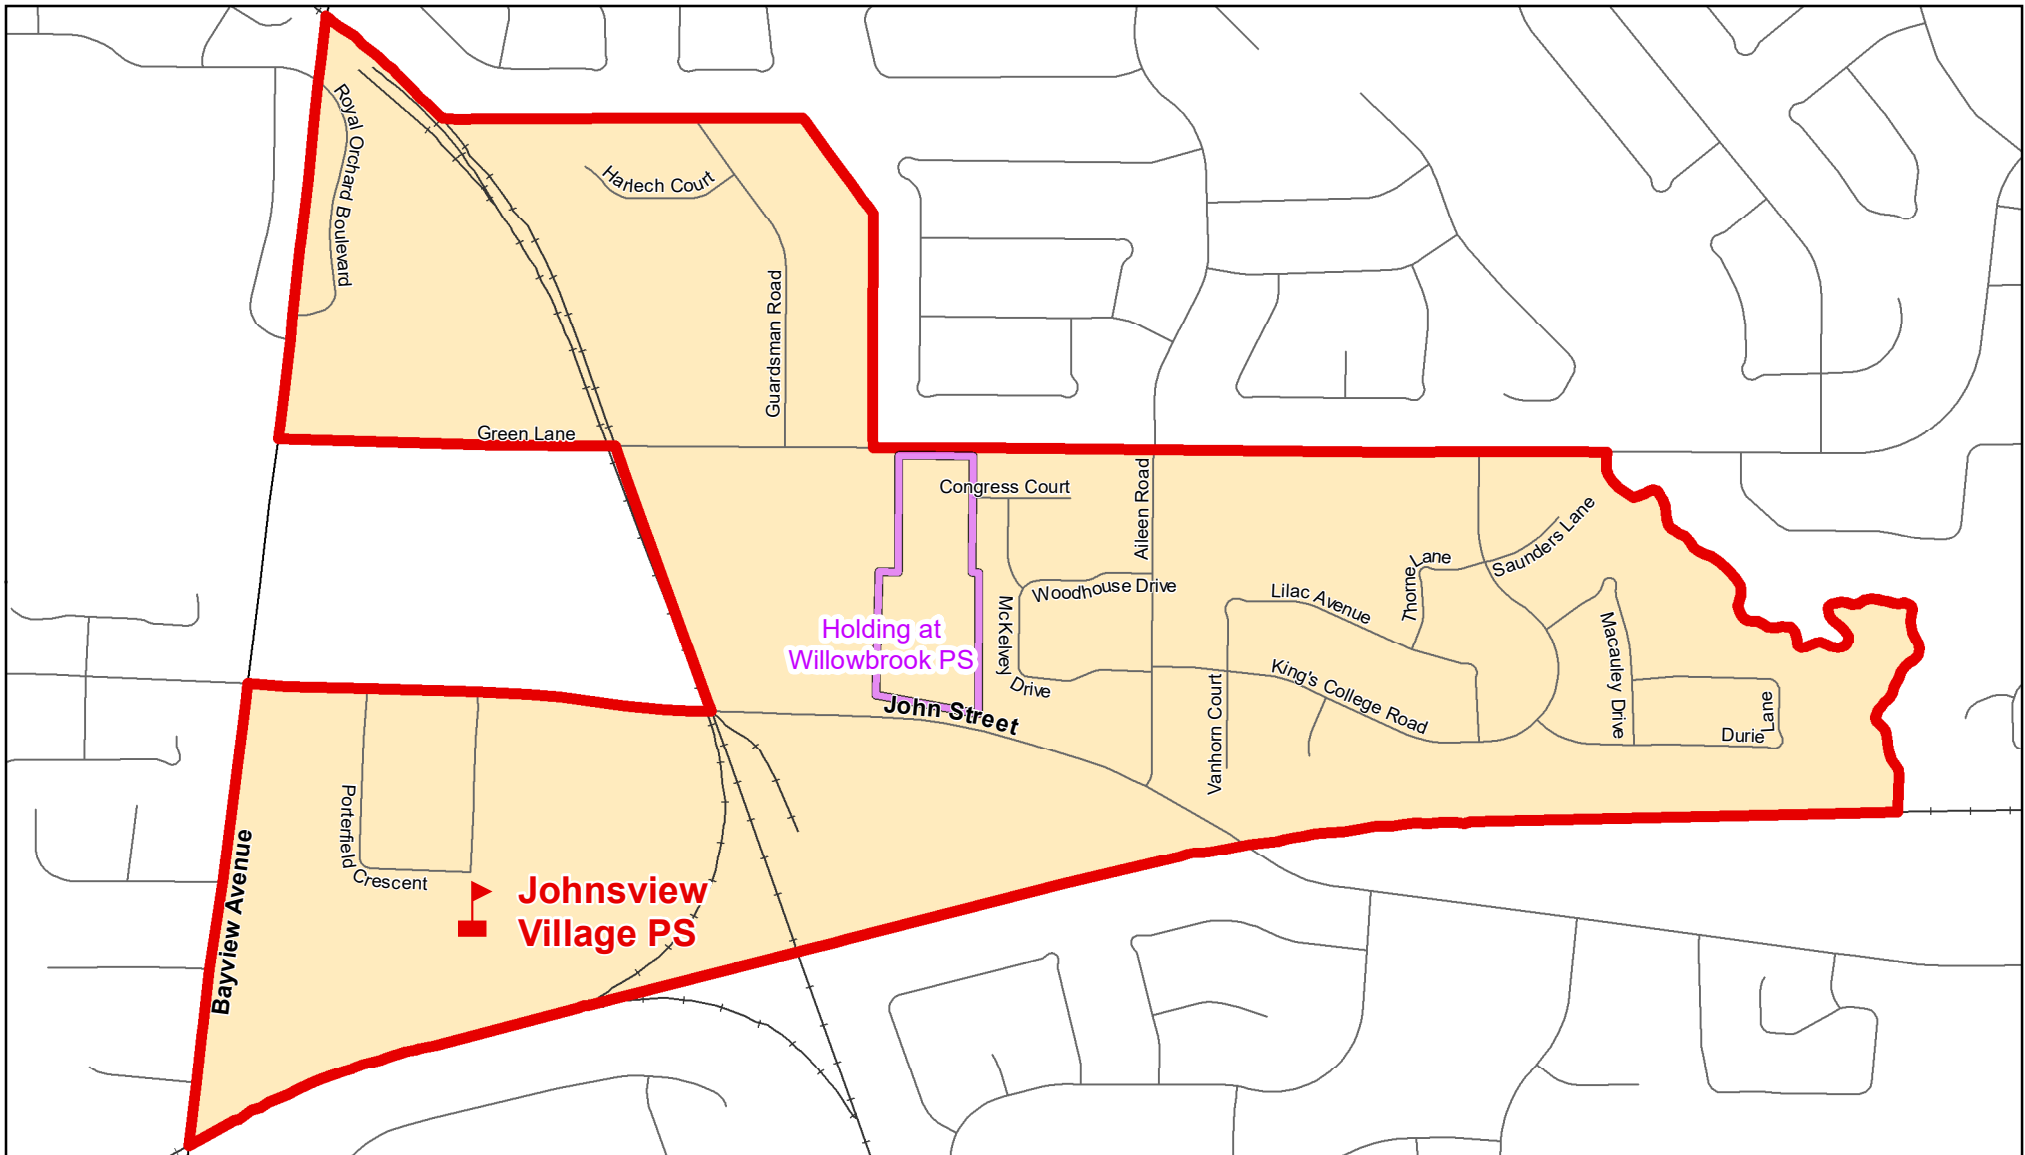 Royal Orchard Boulevard
Harlech Court
Guardsman Road
Green Lane
Congress Court
Aileen Road
Woodhouse Drive
McKelvey
Drive
Holding at
Willowbrook PS
John Street
Lilac Avenue
Thorne
Lane
Saunders Lane
King's College Road
Vanhorn Court
Macauley Drive
Durie
Lane
Porterfield
Crescent
Bayview Avenue
Johnsview
Village PS